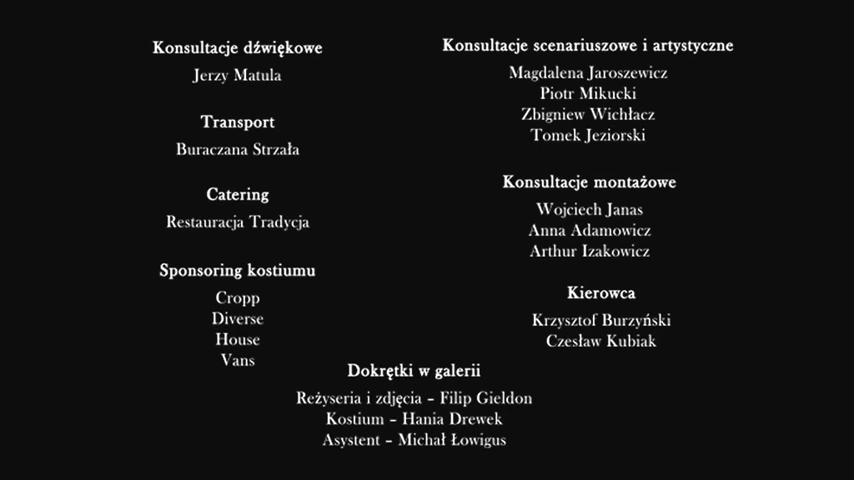 Konsultacje dźwiękowe
Jerzy Matula
Transport
Buraczana Strzała
Catering
Restauracja Tradycja
Sponsoring kostiumu
Cropp
Diverse
House
Vans
Konsultacje scenariuszowe i artystyczne
Magdalena Jaroszewicz
Piotr Mikucki
Zbigniew Wichłacz
Tomek Jeziorski
Konsultacje montażowe
Wojciech Janas
Anna Adamowicz
Arthur Izakowicz
Kierowca
Krzysztof Burzyński
Czesław Kubiak
Dokrętki w galerii
Reżyseria i zdjęcia – Filip Gieldon
Kostium – Hania Drewek
Asystent – Michał Łowigus